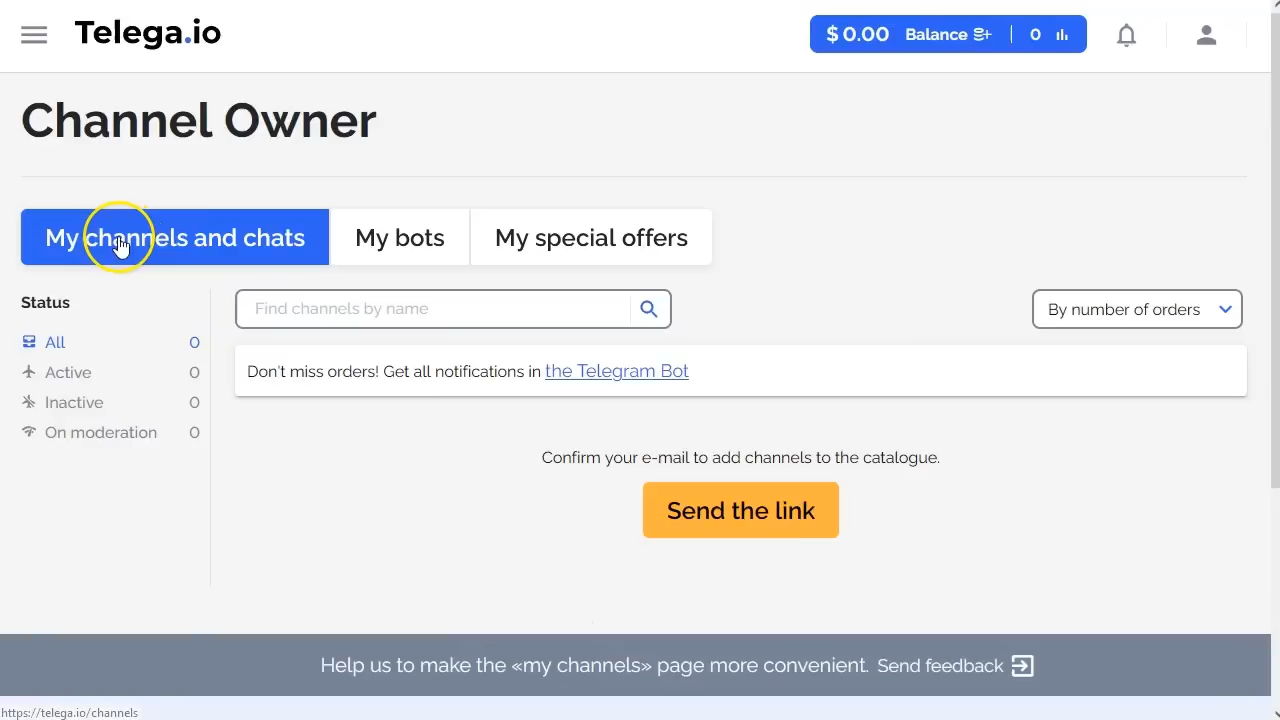 Telega.io
$ 0.00 Balance 0
Channel Owner
My channels and chats
My bots
My special offers
Status
All 0
Active 0
Inactive 0
On moderation 0
Find channels by name
By number of orders
Don't miss orders! Get all notifications in the Telegram Bot
Confirm your e-mail to add channels to the catalogue.
Send the link
Help us to make the «my channels» page more convenient. Send feedback
https://telega.io/channels